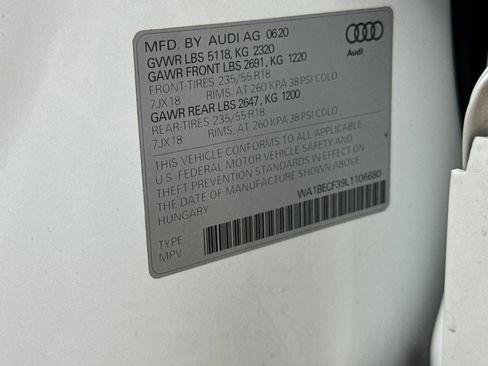 MFD. BY AUDI AG 0620
GVWR LBS 5118, KG 2320
GAWR FRONT LBS 2691, KG 1220
FRONT-TIRES 235/55 R18
7JX18 RIMS, AT 260 KPA 38 PSI COLD
GAWR REAR LBS 2647, KG 1200
REAR-TIRES 235/55 R18
7JX18 RIMS, AT 260 KPA 38 PSI COLD
THIS VEHICLE CONFORMS TO ALL APPLICABLE
U.S. FEDERAL MOTOR VEHICLE SAFETY AND
THEFT PREVENTION STANDARDS IN EFFECT ON
THE DATE OF MANUFACTURE SHOWN ABOVE.
HUNGARY
WA1BECF39L1106680
TYPE
MPV
Audi